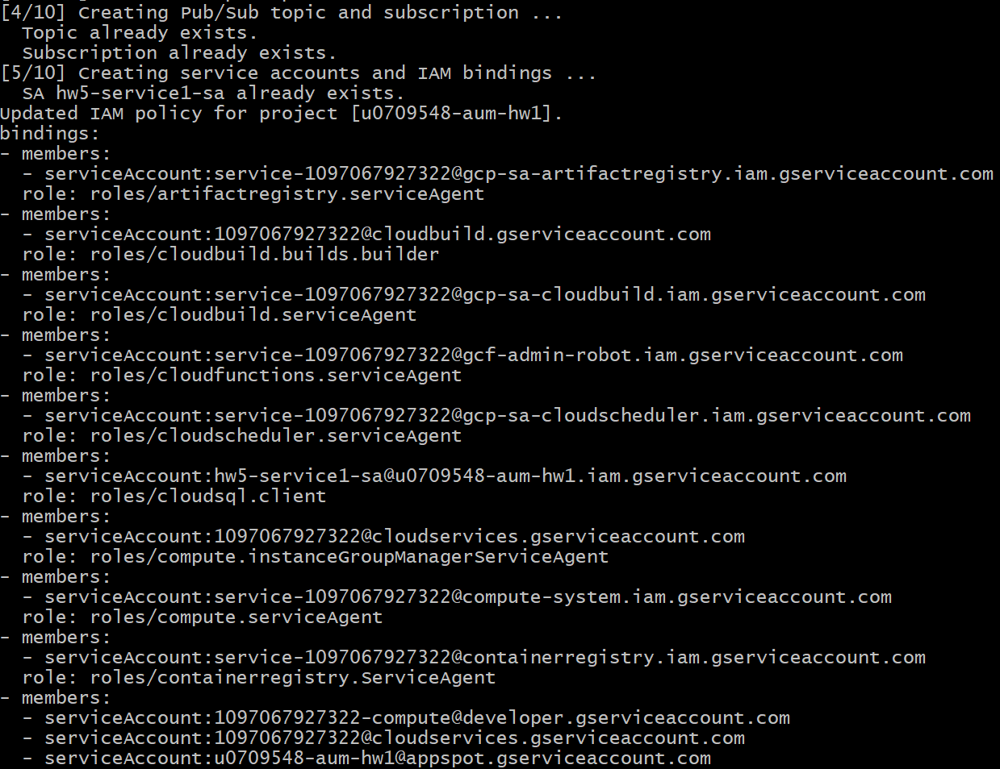 [4/10] Creating Pub/Sub topic and subscription ...
  Topic already exists.
  Subscription already exists.
[5/10] Creating service accounts and IAM bindings ...
  SA hw5-service1-sa already exists.
Updated IAM policy for project [u0709548-aum-hw1].
bindings:
- members:
  - serviceAccount:service-1097067927322@gcp-sa-artifactregistry.iam.gserviceaccount.com
  role: roles/artifactregistry.serviceAgent
- members:
  - serviceAccount:1097067927322@cloudbuild.gserviceaccount.com
  role: roles/cloudbuild.builds.builder
- members:
  - serviceAccount:service-1097067927322@gcp-sa-cloudbuild.iam.gserviceaccount.com
  role: roles/cloudbuild.serviceAgent
- members:
  - serviceAccount:service-1097067927322@gcf-admin-robot.iam.gserviceaccount.com
  role: roles/cloudfunctions.serviceAgent
- members:
  - serviceAccount:service-1097067927322@gcp-sa-cloudscheduler.iam.gserviceaccount.com
  role: roles/cloudscheduler.serviceAgent
- members:
  - serviceAccount:hw5-service1-sa@u0709548-aum-hw1.iam.gserviceaccount.com
  role: roles/cloudsql.client
- members:
  - serviceAccount:1097067927322@cloudservices.gserviceaccount.com
  role: roles/compute.instanceGroupManagerServiceAgent
- members:
  - serviceAccount:service-1097067927322@compute-system.iam.gserviceaccount.com
  role: roles/compute.serviceAgent
- members:
  - serviceAccount:service-1097067927322@containerregistry.iam.gserviceaccount.com
  role: roles/containerregistry.ServiceAgent
- members:
  - serviceAccount:1097067927322-compute@developer.gserviceaccount.com
  - serviceAccount:1097067927322@cloudservices.gserviceaccount.com
  - serviceAccount:u0709548-aum-hw1@appspot.gserviceaccount.com